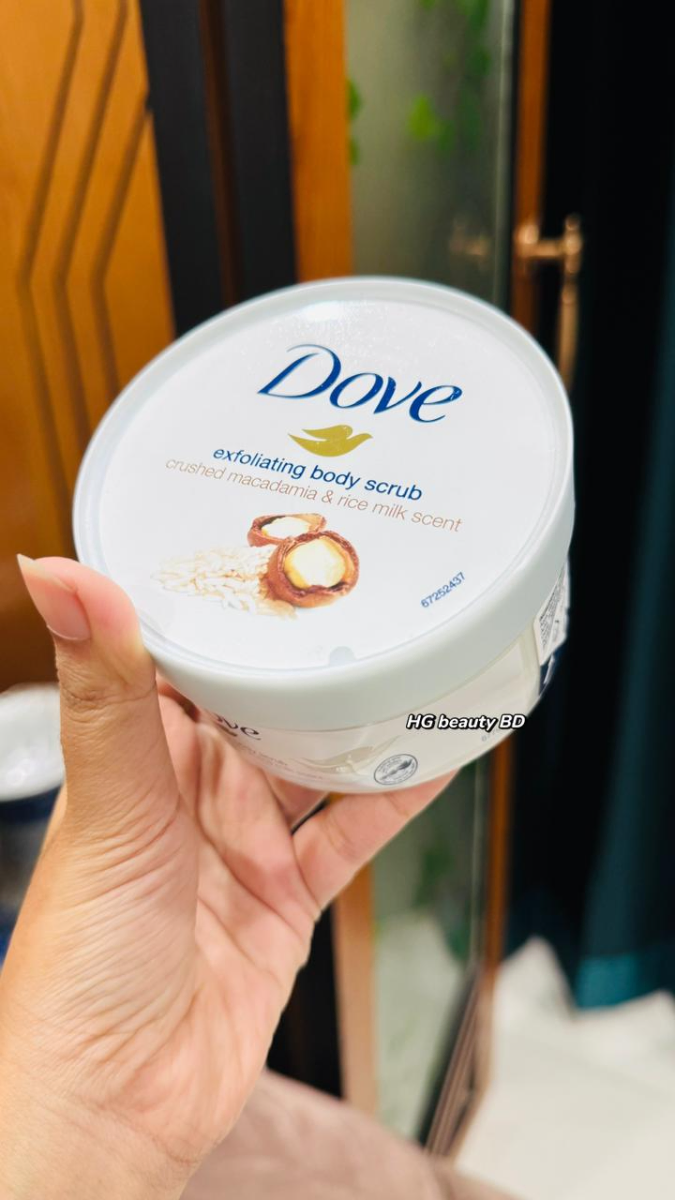 Dove
exfoliating body scrub
crushed macadamia & rice milk scent
67252437
HG beauty BD